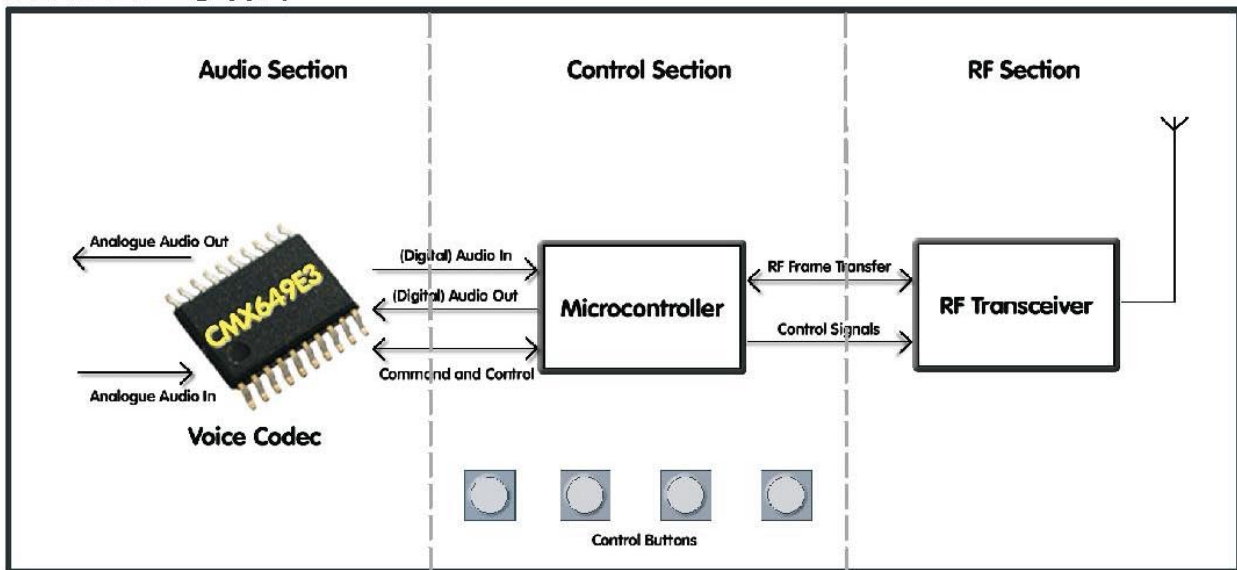 Audio Section
Control Section
RF Section
Analogue Audio Out
(Digital) Audio In
RF Frame Transfer
CMX649E3
(Digital) Audio Out
Microcontroller
RF Transceiver
Control Signals
Command and Control
Analogue Audio In
Voice Codec
Control Buttons